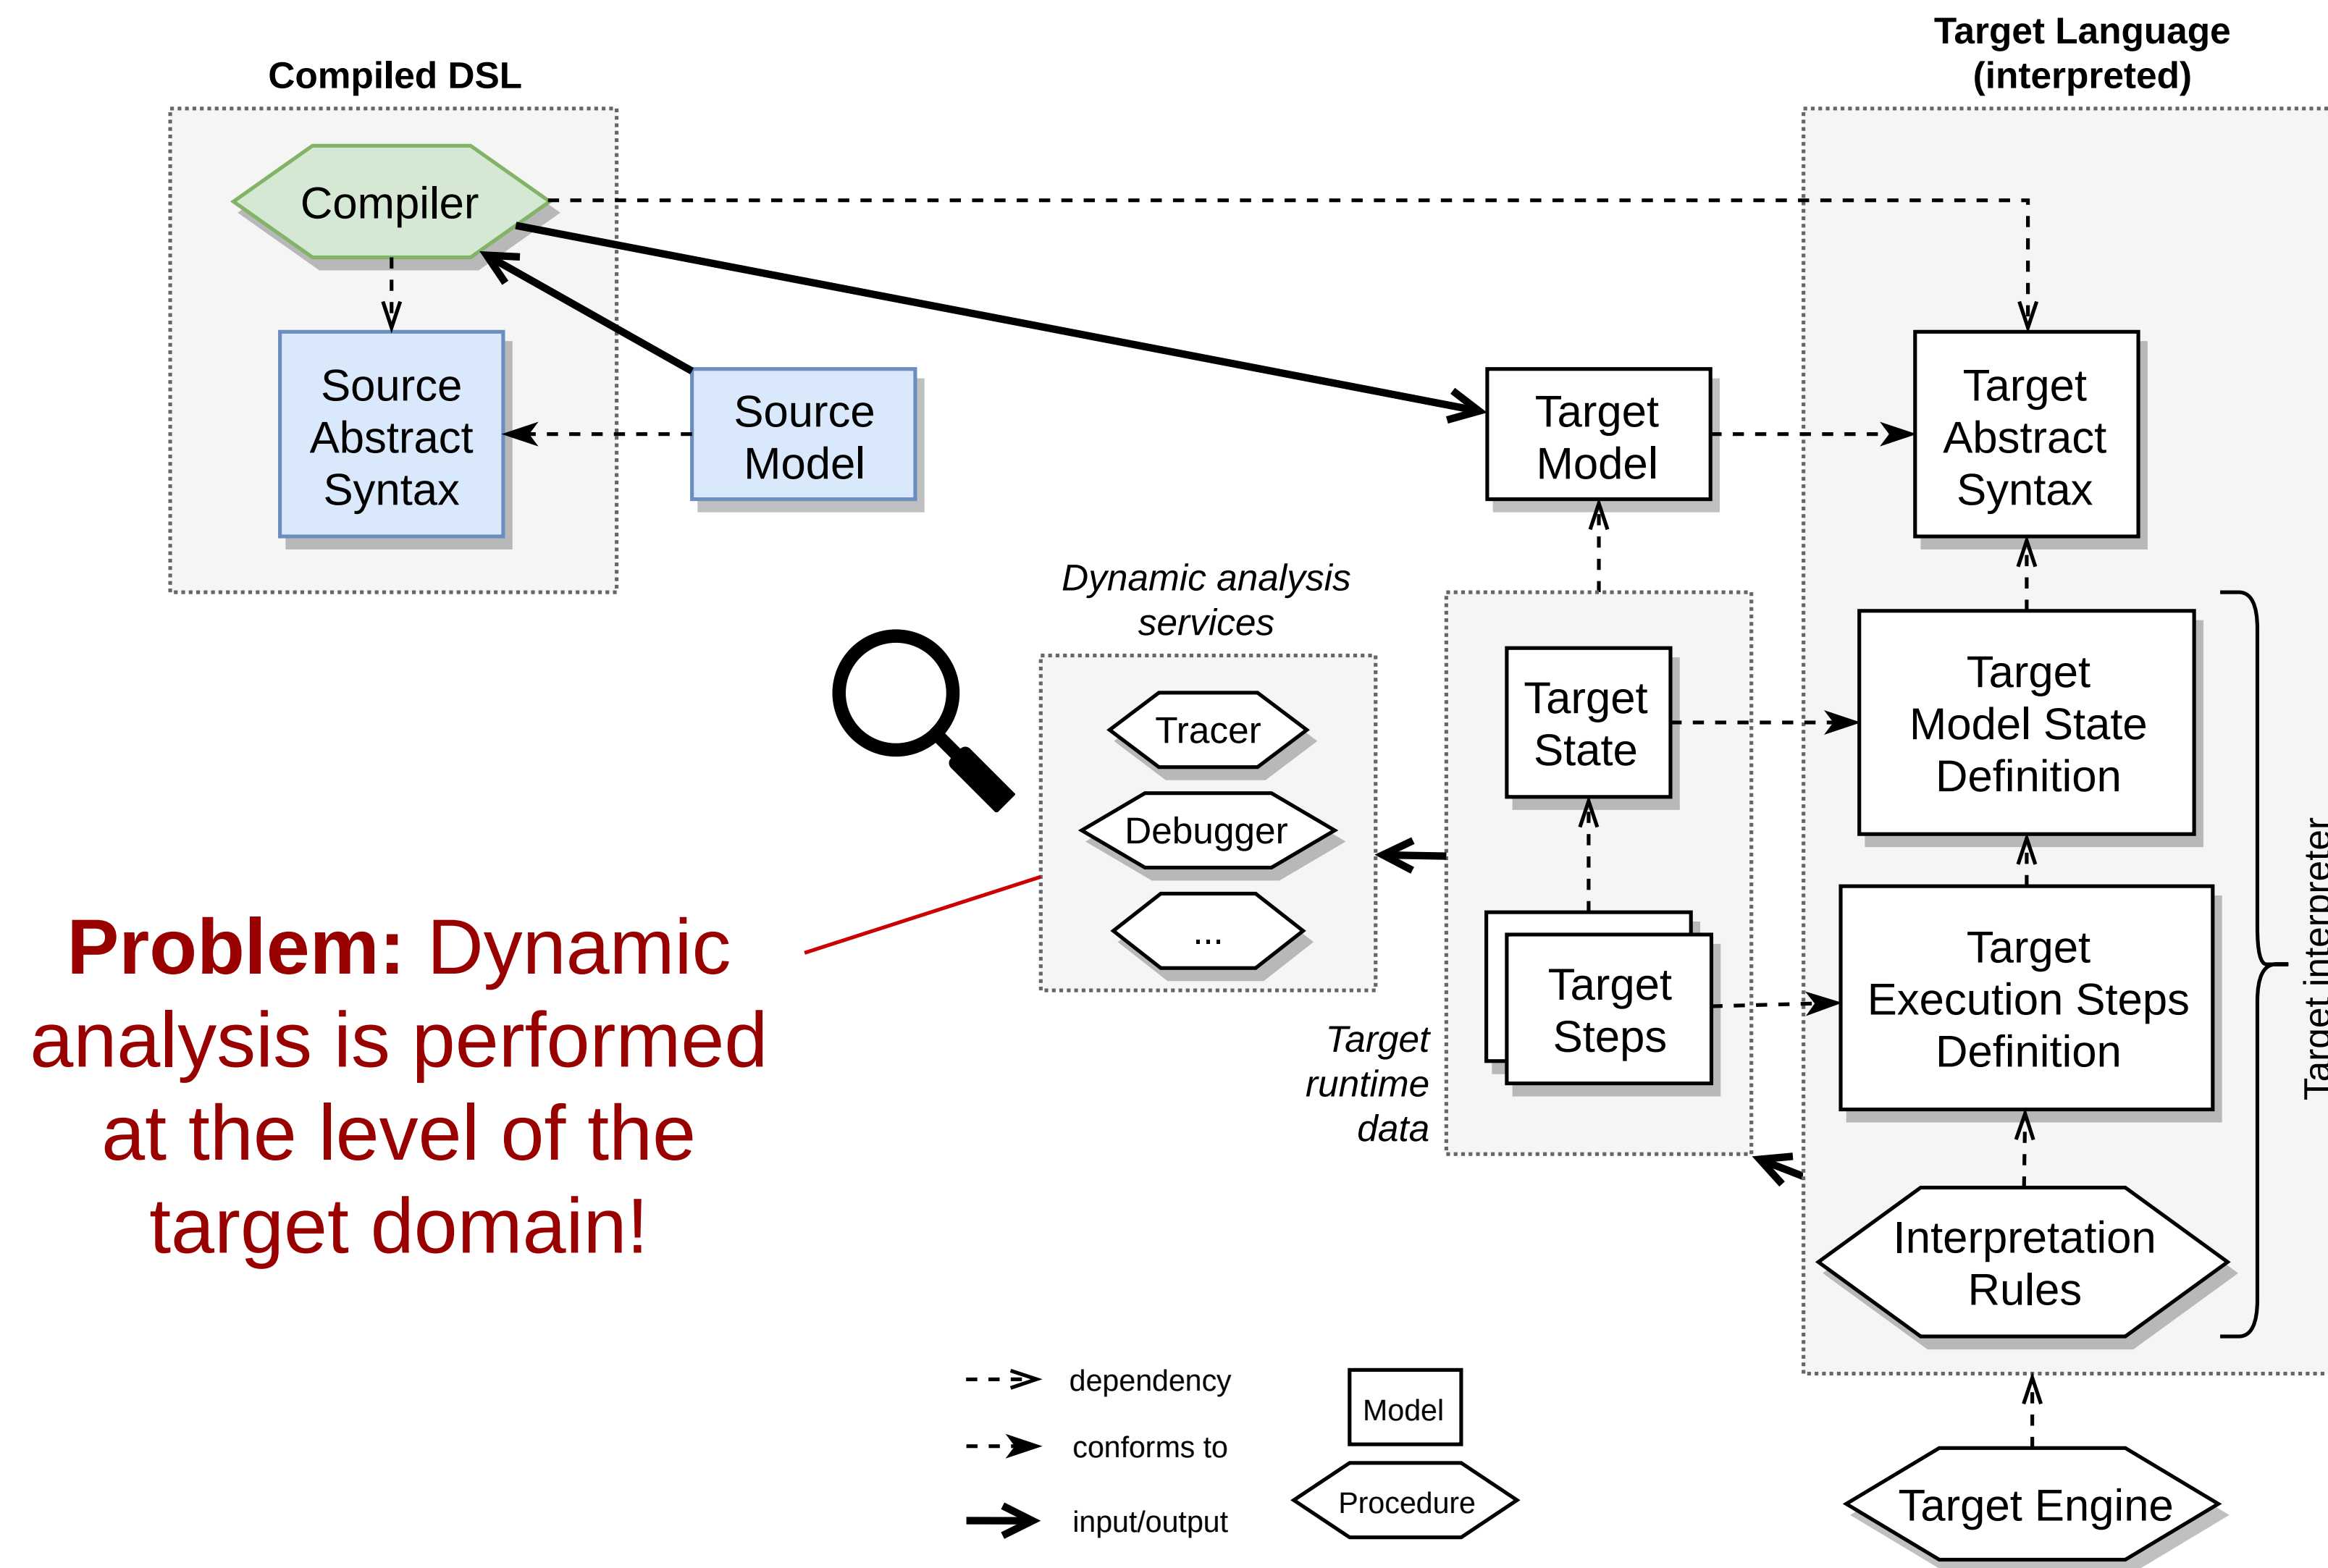 Target Language
(interpreted)
Compiled DSL
Compiler
Source
Abstract
Syntax
Source
Model
Target
Model
Target
Abstract
Syntax
Dynamic analysis
services
Tracer
Debugger
...
Target
State
Target
Steps
Target
runtime
data
Target
Model State
Definition
Target
Execution Steps
Definition
Interpretation
Rules
Target interpreter
Target Engine
Problem: Dynamic
analysis is performed
at the level of the
target domain!
dependency
conforms to
input/output
Model
Procedure